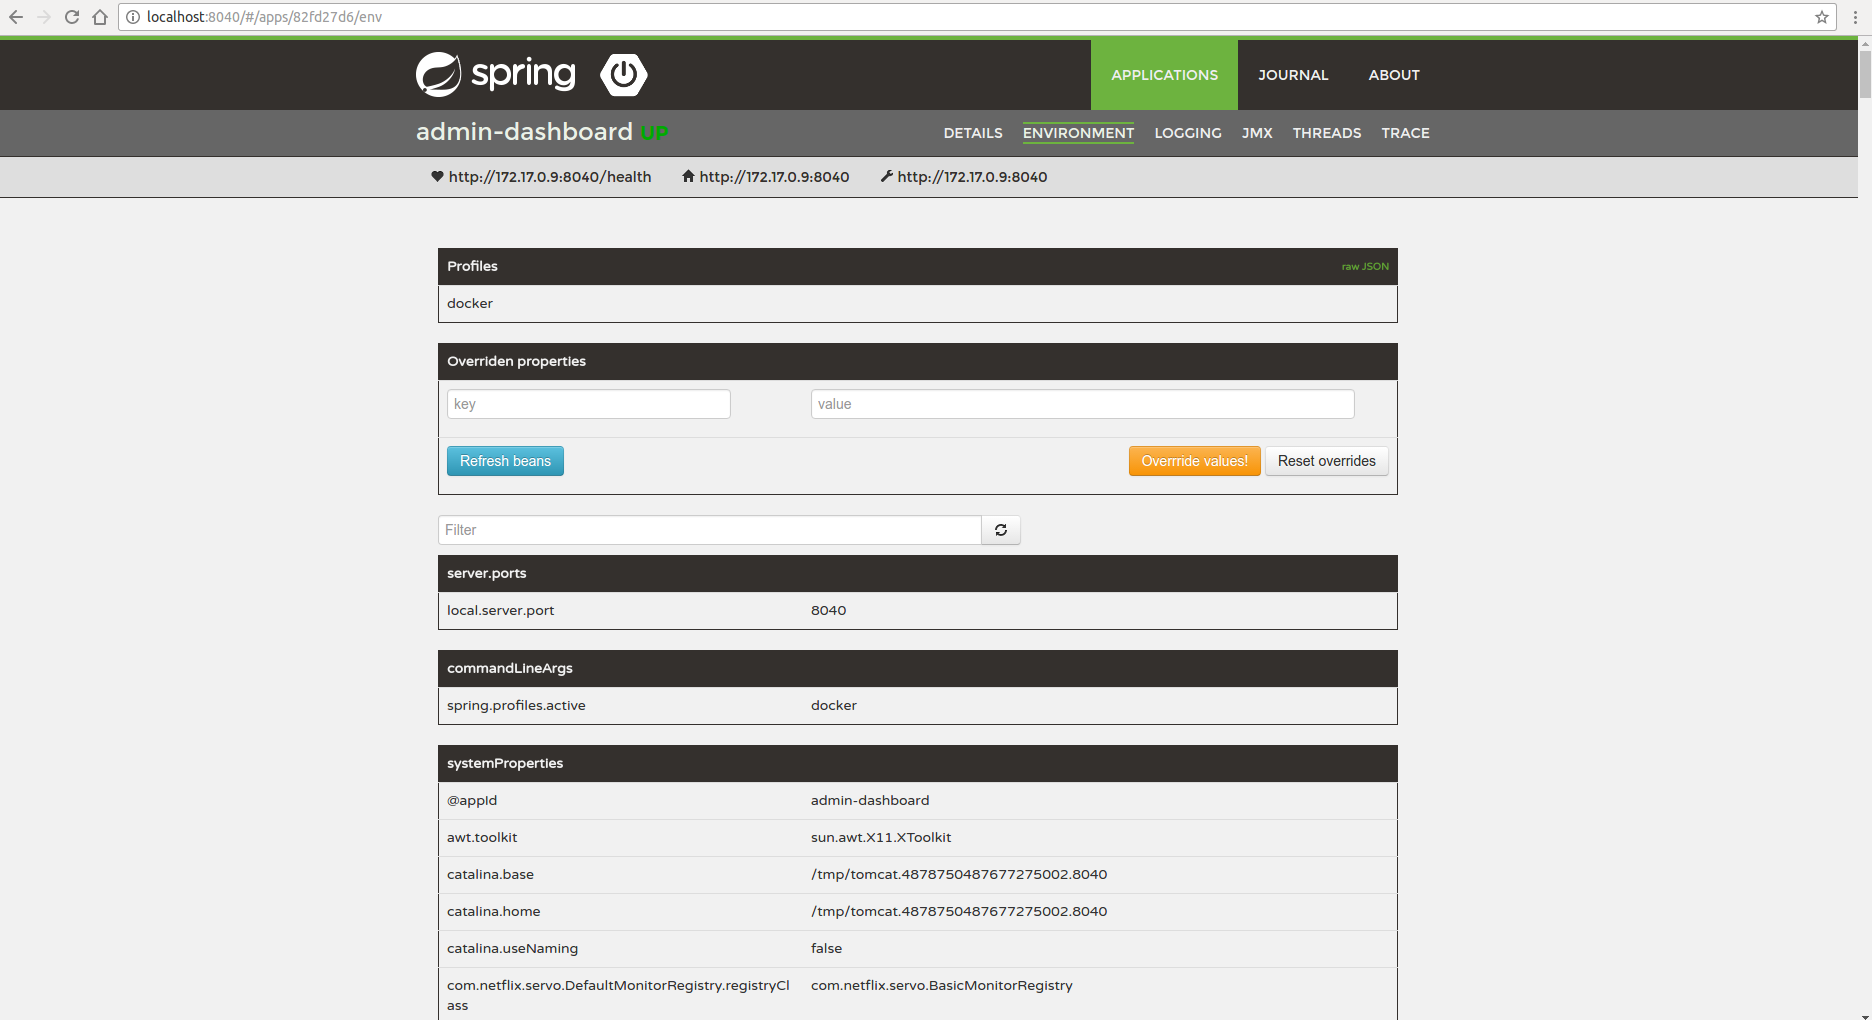 localhost:8040/#/apps/82fd27d6/env
spring APPLICATIONS JOURNAL ABOUT
admin-dashboard UP DETAILS ENVIRONMENT LOGGING JMX THREADS TRACE
http://172.17.0.9:8040/health http://172.17.0.9:8040 http://172.17.0.9:8040
Profiles raw JSON
docker
Overriden properties
key value
Refresh beans Overrride values! Reset overrides
Filter
server.ports
local.server.port 8040
commandLineArgs
spring.profiles.active docker
systemProperties
@appId admin-dashboard
awt.toolkit sun.awt.X11.XToolkit
catalina.base /tmp/tomcat.4878750487677275002.8040
catalina.home /tmp/tomcat.4878750487677275002.8040
catalina.useNaming false
com.netflix.servo.DefaultMonitorRegistry.registryCl com.netflix.servo.BasicMonitorRegistry
ass